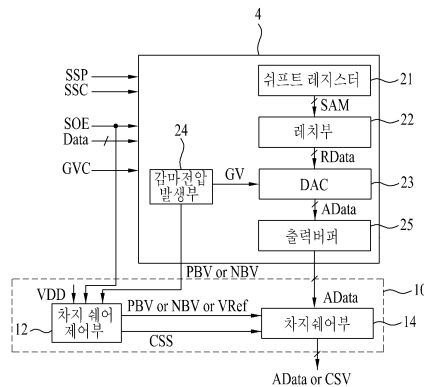 4
SSP
SSC
SOE
Data
GVC
쉬프트 레지스터
21
SAM
24
래치부
22
RData
감마전압
발생부
GV
DAC
23
AData
출력버퍼
25
PBV or NBV
VDD
AData
10
12
차지 쉐어
제어부
PBV or NBV or VRef
CSS
차지쉐어부
14
AData or CSV